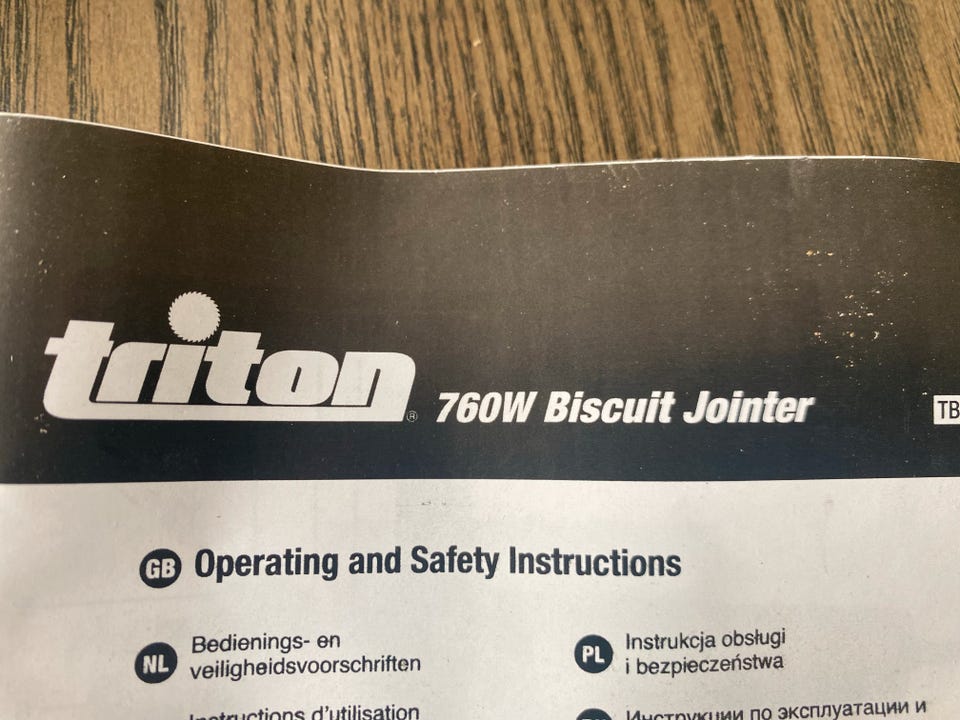 triton® 760W Biscuit Jointer TB
GB Operating and Safety Instructions
NL Bedienings- en
veiligheidsvoorschriften
Instructions d'utilisation
PL Instrukcja obsługi
i bezpieczeństwa
Инструкции по эксплуатации и